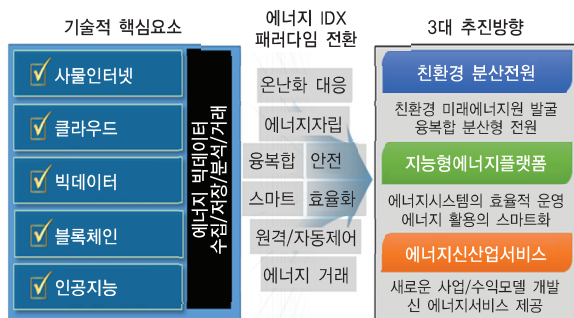 기술적 핵심요소
사물인터넷
클라우드
빅데이터
블록체인
인공지능
에너지 빅데이터
수집/저장/분석/거래
에너지 IDX
패러다임 전환
온난화 대응
에너지자립
융복합 안전
스마트 효율화
원격/자동제어
에너지 거래
3대 추진방향
친환경 분산전원
친환경 미래에너지원 발굴
융복합 분산형 전원
지능형에너지플랫폼
에너지시스템의 효율적 운영
에너지 활용의 스마트화
에너지신산업서비스
새로운 사업/수익모델 개발
신 에너지서비스 제공